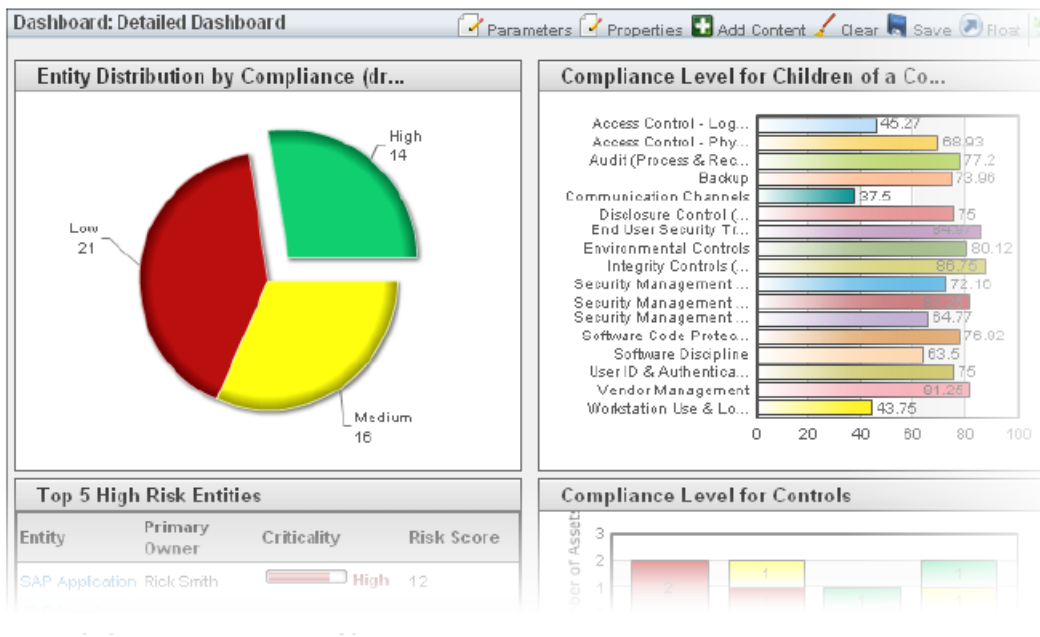 Dashboard: Detailed Dashboard
Parameters Properties Add Content Clear Save Float
Entity Distribution by Compliance (dr...
High
14
Low
21
Medium
16
Compliance Level for Children of a Co...
Access Control - Log... 45.27
Access Control - Phy... 68.93
Audit (Process & Rec... 77.2
Backup 73.96
Communication Channels 37.5
Disclosure Control (... 75
End User Security Tr...
Environmental Controls 80.12
Integrity Controls (... 86.75
Security Management ... 72.16
Security Management ...
Security Management ... 64.77
Software Code Protec... 76.92
Software Discipline 63.5
User ID & Authentica... 75
Vendor Management 81.25
Workstation Use & Lo... 43.75
0 20 40 60 80 100
Top 5 High Risk Entities
Entity Primary Owner Criticality Risk Score
SAP Application Rick Smith High 12
Compliance Level for Controls
of Assets
3
2
1
2 1 1 1
1 1